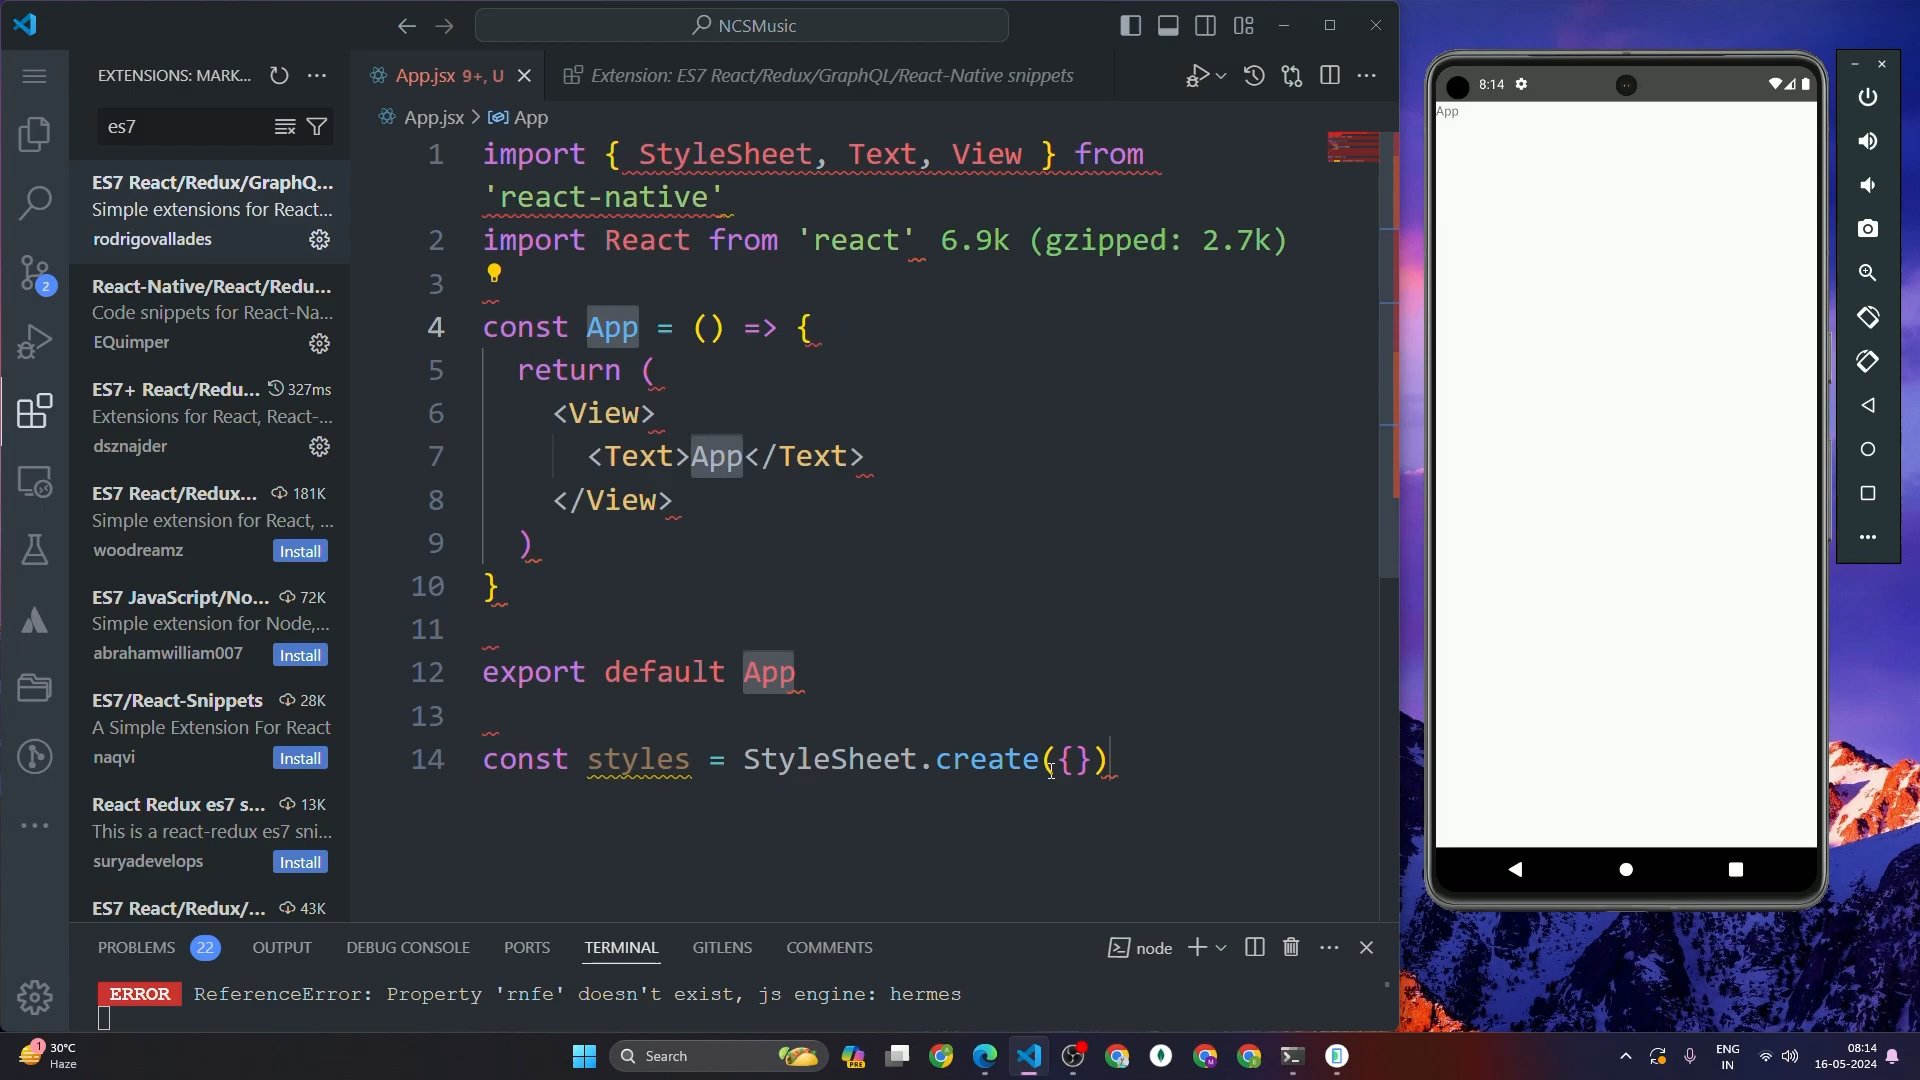 NCSMusic
EXTENSIONS: MARK...
App.jsx 9+, U
Extension: ES7 React/Redux/GraphQL/React-Native snippets
es7
App.jsx > App
ES7 React/Redux/GraphQ...
Simple extensions for React...
rodrigovallades
React-Native/React/Redu...
Code snippets for React-Na...
EQuimper
ES7+ React/Redu... 327ms
Extensions for React, React-...
dsznajder
ES7 React/Redux... 181K
Simple extension for React, ...
woodreamz Install
ES7 JavaScript/No... 72K
Simple extension for Node,...
abrahamwilliam007 Install
ES7/React-Snippets 28K
A Simple Extension For React
naqvi Install
React Redux es7 s... 13K
This is a react-redux es7 sni...
suryadevelops Install
ES7 React/Redux/... 43K
2
1 import { StyleSheet, Text, View } from
'react-native'
2 import React from 'react' 6.9k (gzipped: 2.7k)
3
4 const App = () => {
5 return (
6 <View>
7 <Text>App</Text>
8 </View>
9 )
10 }
11
12 export default App
13
14 const styles = StyleSheet.create({})
PROBLEMS 22 OUTPUT DEBUG CONSOLE PORTS TERMINAL GITLENS COMMENTS
node
ERROR ReferenceError: Property 'rnfe' doesn't exist, js engine: hermes
8:14
App
1
30°C
Haze
Search
PRE
ENG
IN
08:14
16-05-2024